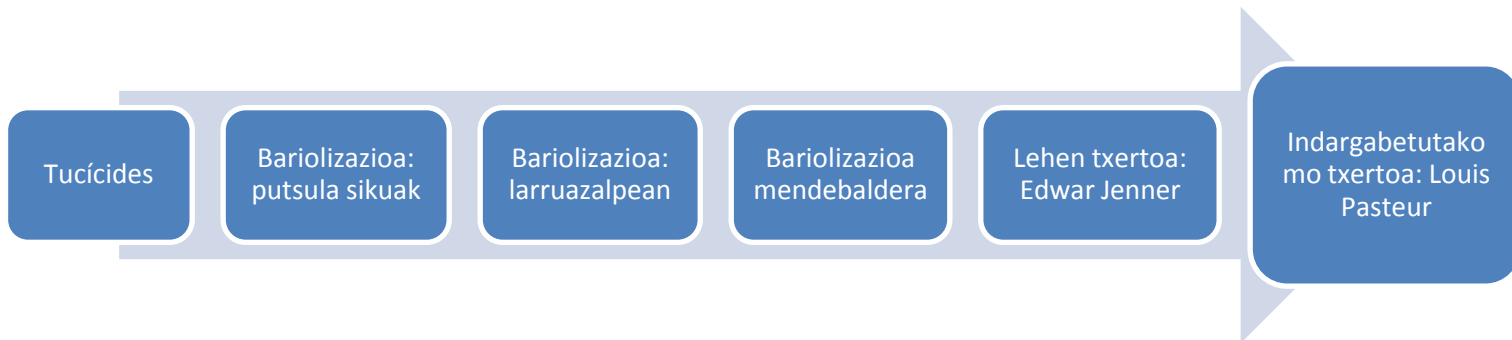 Tucícides
Bariolizazioa:
putsula sikuak
Bariolizazioa:
larruazalpean
Bariolizazioa
mendebaldera
Lehen txertoa:
Edwar Jenner
Indargabetutako
mo txertoa: Louis
Pasteur